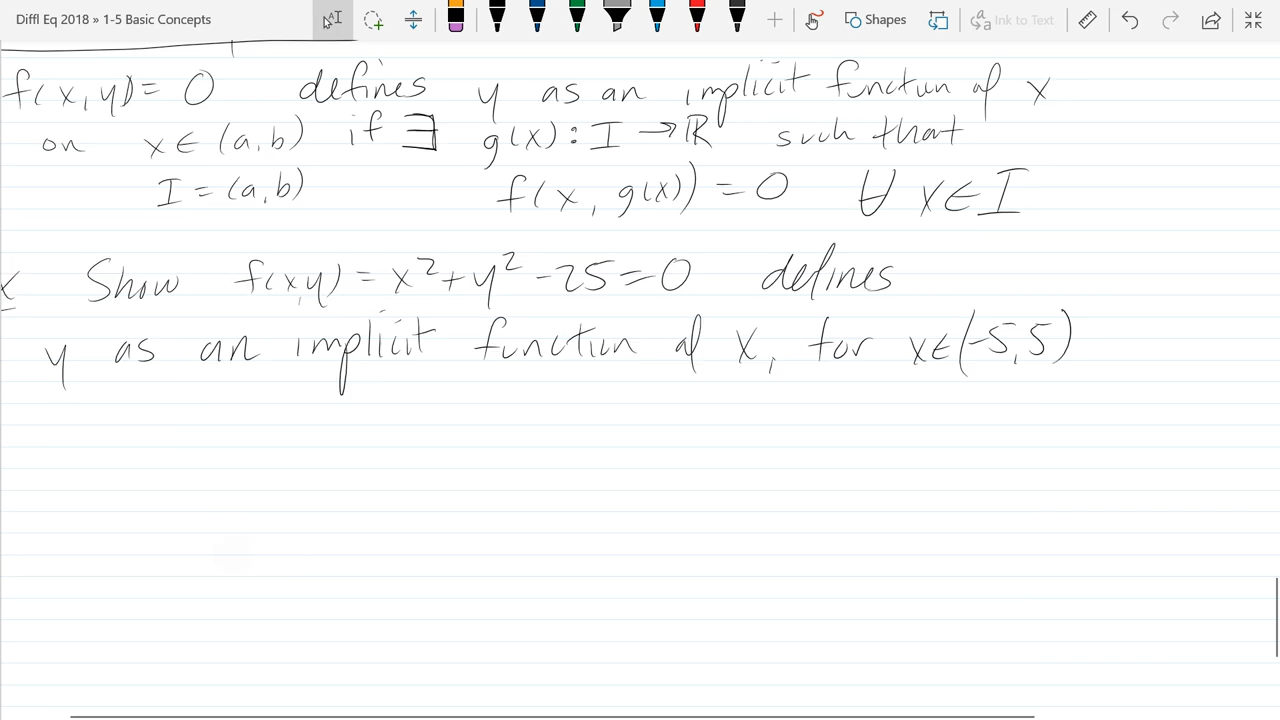 Diffl Eq 2018 » 1-5 Basic Concepts Shapes Ink to Text
f(x, y) = 0 defines y as an implicit function of x
on x ∈ (a, b) if ∃ g(x) : I → ℝ such that
I = (a, b) f(x, g(x)) = 0 ∀ x ∈ I
Show f(x, y) = x² + y² - 25 = 0 defines
y as an implicit function of x, for x ∈ (-5, 5)